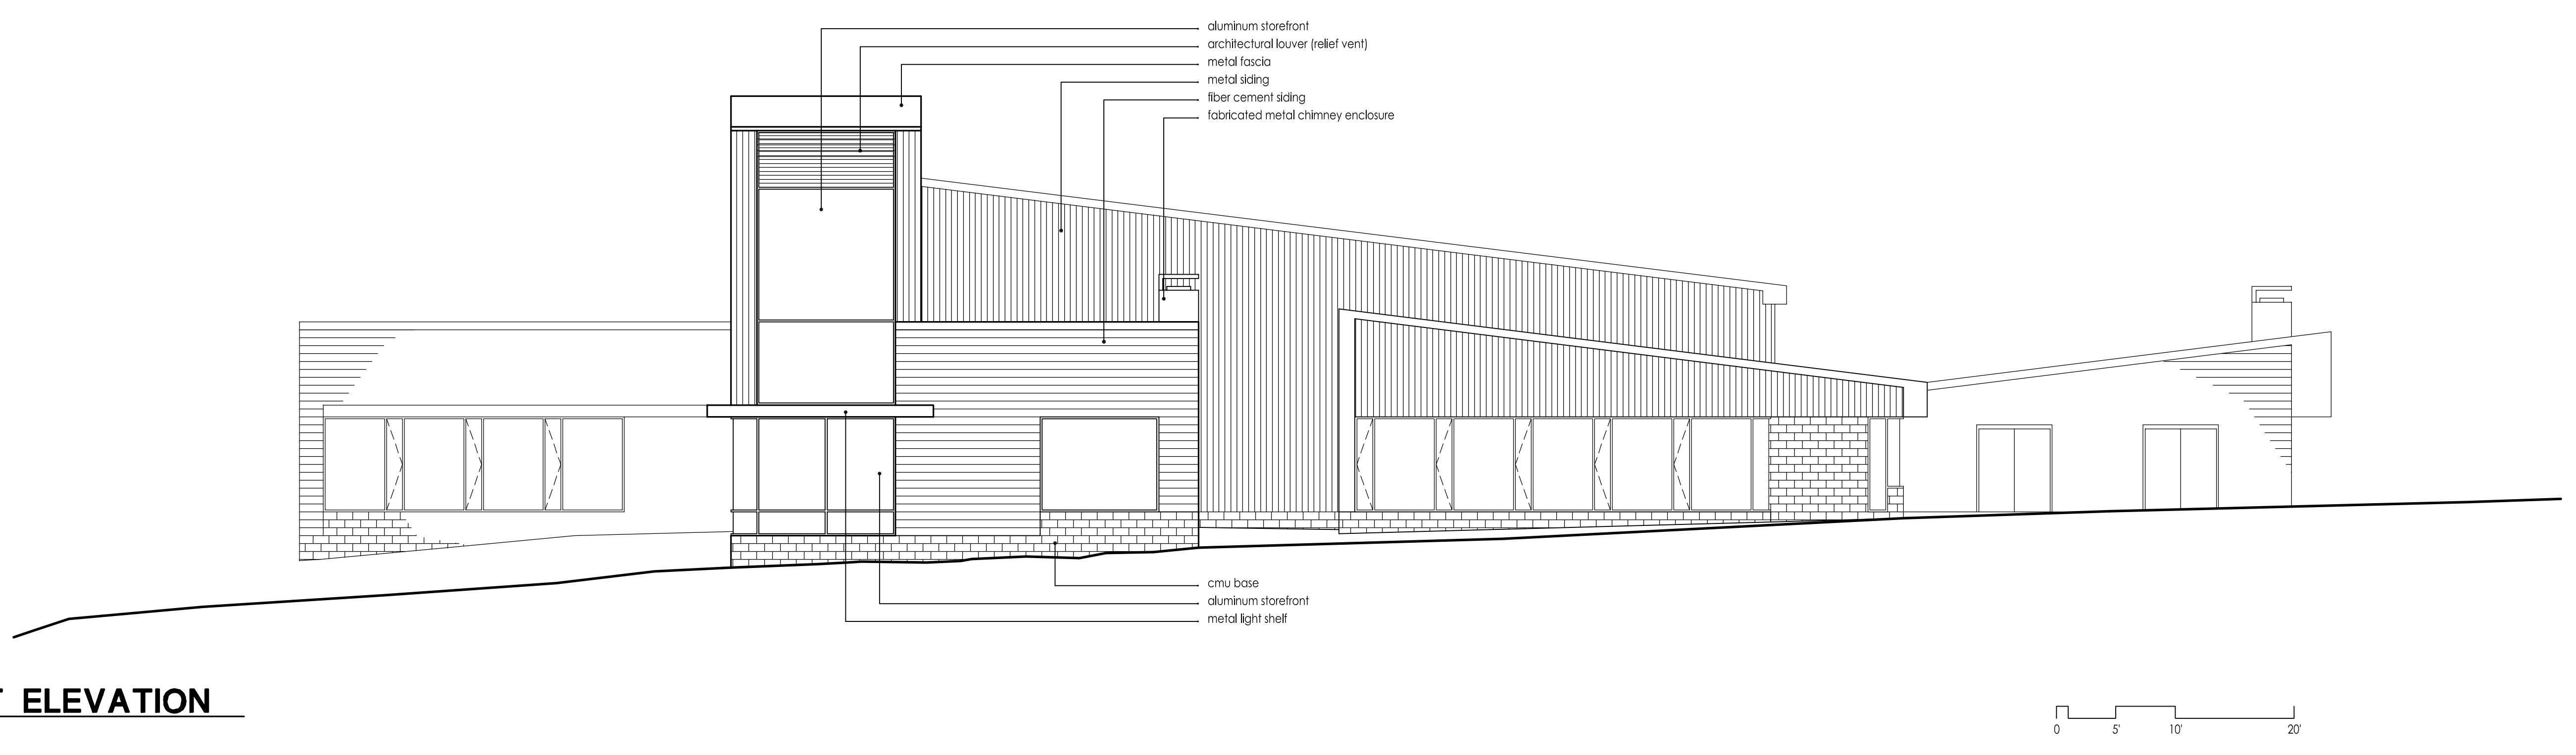 aluminum storefront
architectural louver (relief vent)
metal fascia
metal siding
fiber cement siding
fabricated metal chimney enclosure
cmu base
aluminum storefront
metal light shelf
ELEVATION
0 5' 10' 20'